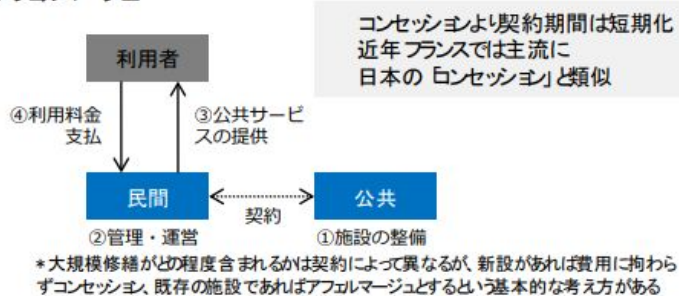 コンセッションより契約期間は短期化
近年フランスでは主流に
日本の「コンセッション」と類似
利用者
④利用料金
支払
③公共サービ
スの提供
民間
契約
公共
②管理・運営
①施設の整備
*大規模修繕がどの程度含まれるかは契約によって異なるが、新設があれば費用に拘わら
ずコンセッション、既存の施設であればアフェルマージュとするという基本的な考え方がある